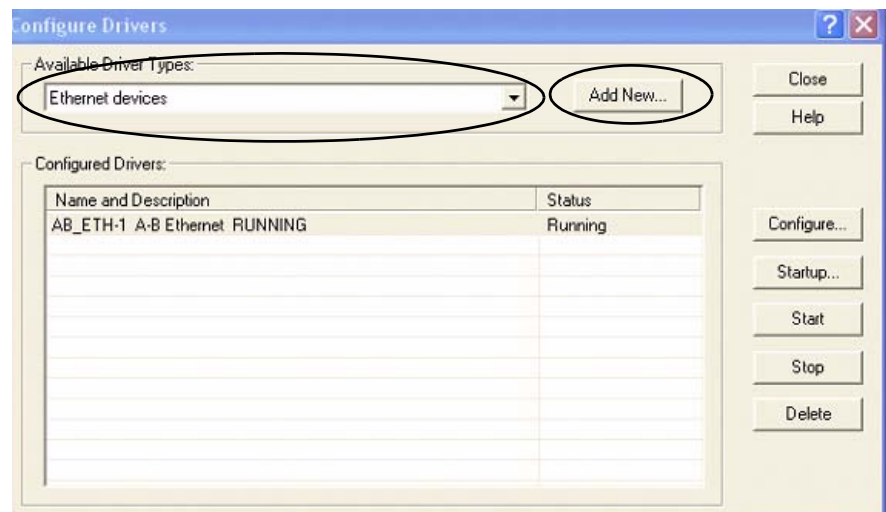 Configure Drivers
Available Driver Types:
Ethernet devices
Add New...
Close
Help
Configured Drivers:
Name and Description Status
AB_ETH-1 A-B Ethernet RUNNING Running
Configure...
Startup...
Start
Stop
Delete